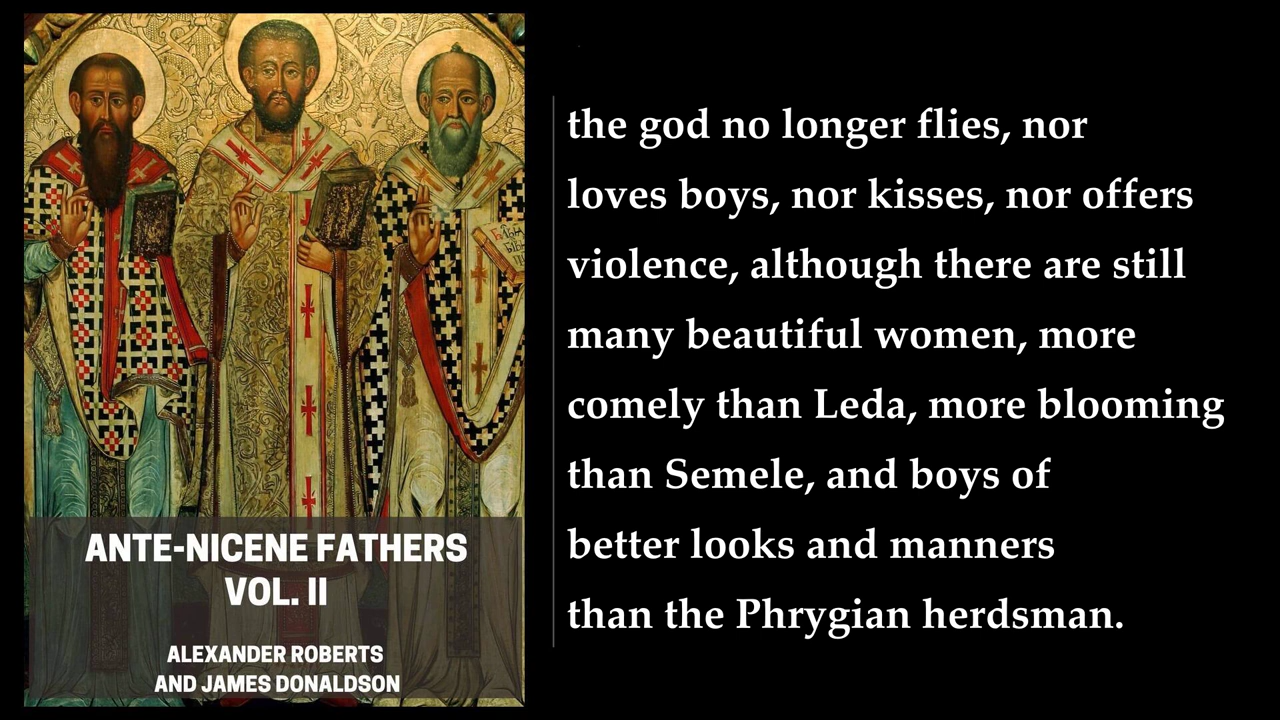 the god no longer flies, nor
loves boys, nor kisses, nor offers
violence, although there are still
many beautiful women, more
comely than Leda, more blooming
than Semele, and boys of
better looks and manners
than the Phrygian herdsman.
ANTE-NICENE FATHERS
VOL. II
ALEXANDER ROBERTS
AND JAMES DONALDSON